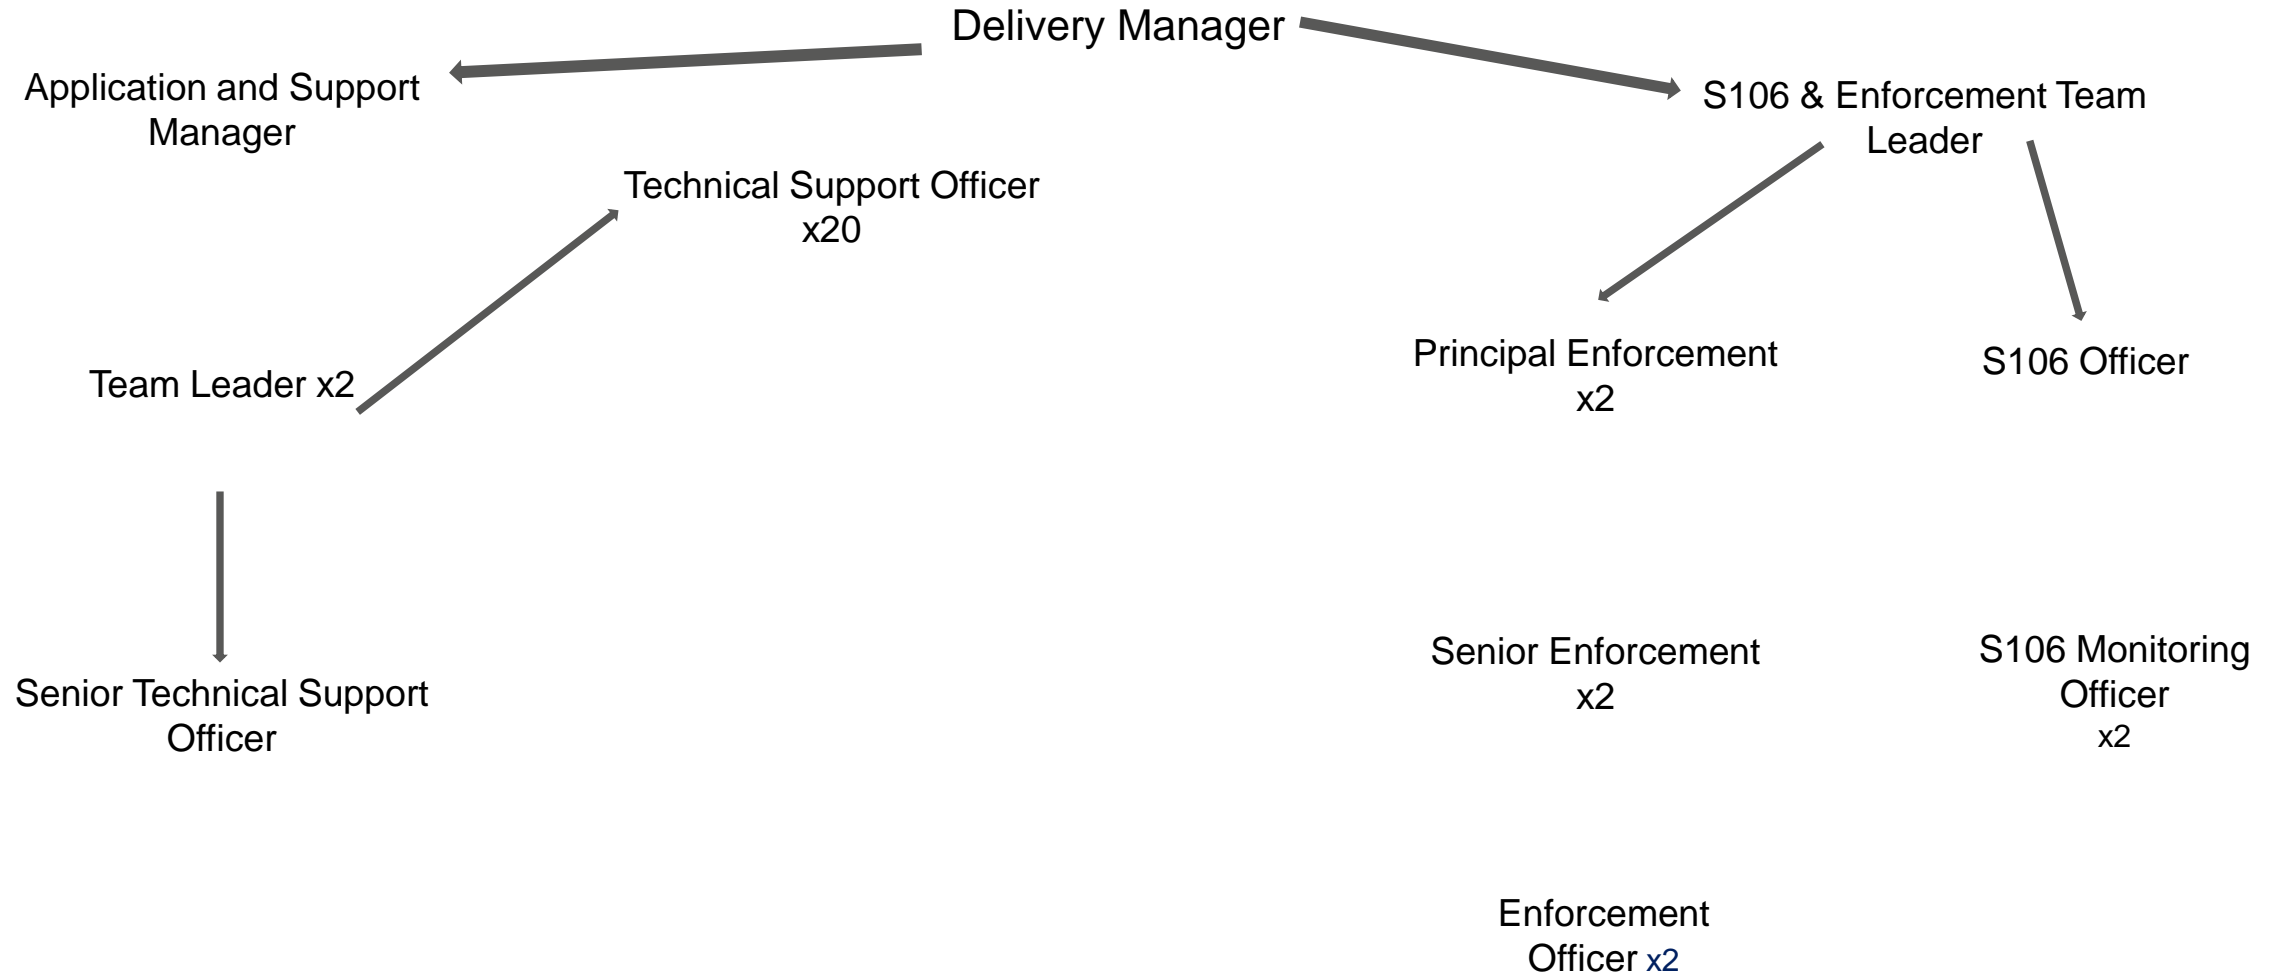 Delivery Manager
Application and Support
Manager
S106 & Enforcement Team
Leader
Technical Support Officer
x20
Team Leader x2
Principal Enforcement
x2
S106 Officer
Senior Technical Support
Officer
Senior Enforcement
x2
S106 Monitoring
Officer
x2
Enforcement
Officer x2